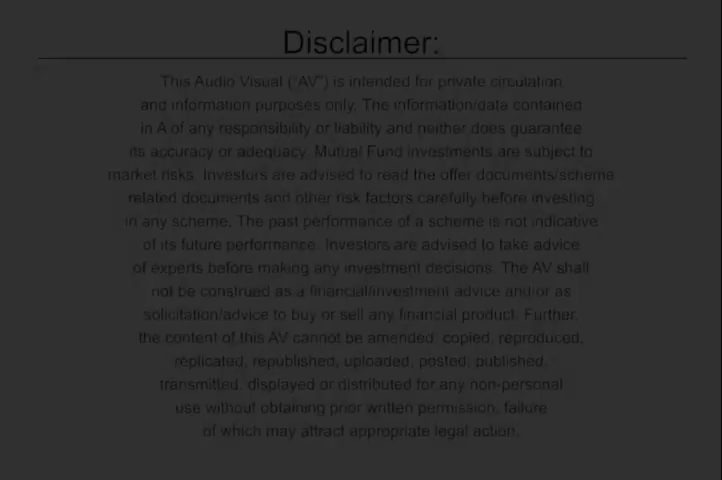 Disclaimer:
This Audio Visual ("AV") is intended for private circulation
and information purposes only. The information/data contained
in A of any responsibility or liability and neither does guarantee
its accuracy or adequacy. Mutual Fund investments are subject to
market risks. Investors are advised to read the offer documents/scheme
related documents and other risk factors carefully before investing
in any scheme. The past performance of a scheme is not indicative
of its future performance. Investors are advised to take advice
of experts before making any investment decisions. The AV shall
not be construed as a financial/investment advice and/or as
solicitation/advice to buy or sell any financial product. Further,
the content of this AV cannot be amended, copied, reproduced,
replicated, republished, uploaded, posted, published,
transmitted, displayed or distributed for any non-personal
use without obtaining prior written permission, failure
of which may attract appropriate legal action.